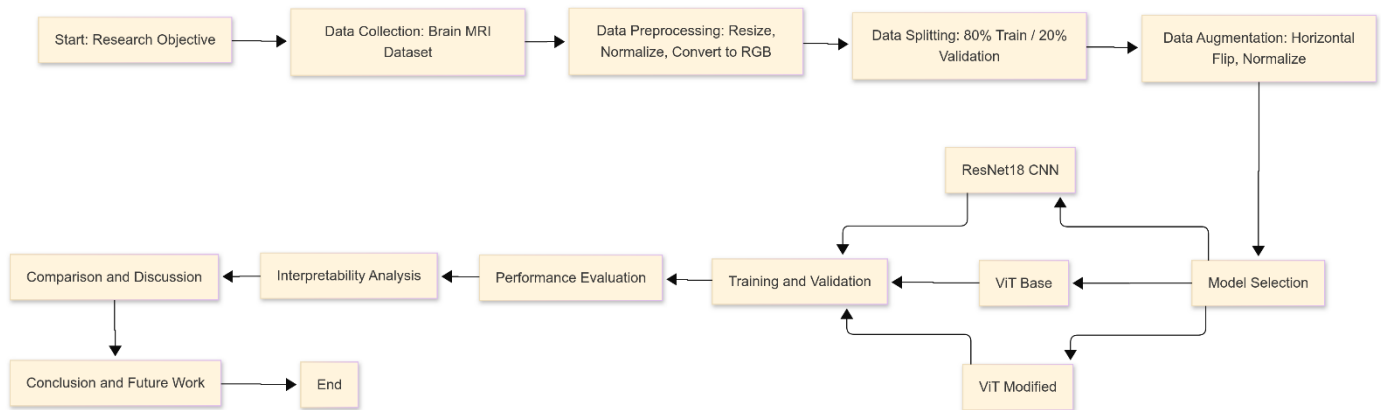 Start: Research Objective
Data Collection: Brain MRI
Dataset
Data Preprocessing: Resize,
Normalize, Convert to RGB
Data Splitting: 80% Train / 20%
Validation
Data Augmentation: Horizontal
Flip, Normalize
Model Selection
ResNet18 CNN
ViT Base
ViT Modified
Training and Validation
Performance Evaluation
Interpretability Analysis
Comparison and Discussion
Conclusion and Future Work
End